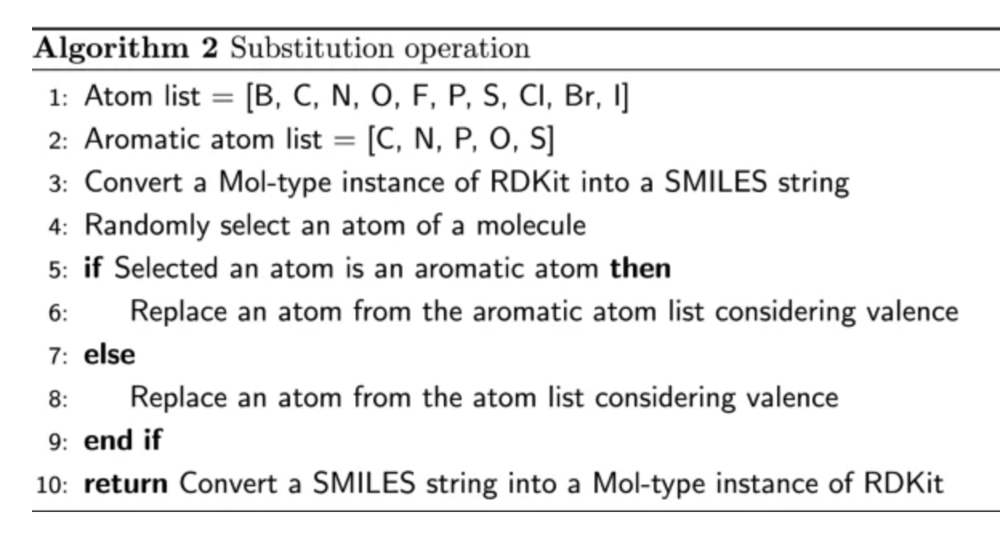 Algorithm 2 Substitution operation
1: Atom list = [B, C, N, O, F, P, S, Cl, Br, I]
2: Aromatic atom list = [C, N, P, O, S]
3: Convert a Mol-type instance of RDKit into a SMILES string
4: Randomly select an atom of a molecule
5: if Selected an atom is an aromatic atom then
6: Replace an atom from the aromatic atom list considering valence
7: else
8: Replace an atom from the atom list considering valence
9: end if
10: return Convert a SMILES string into a Mol-type instance of RDKit